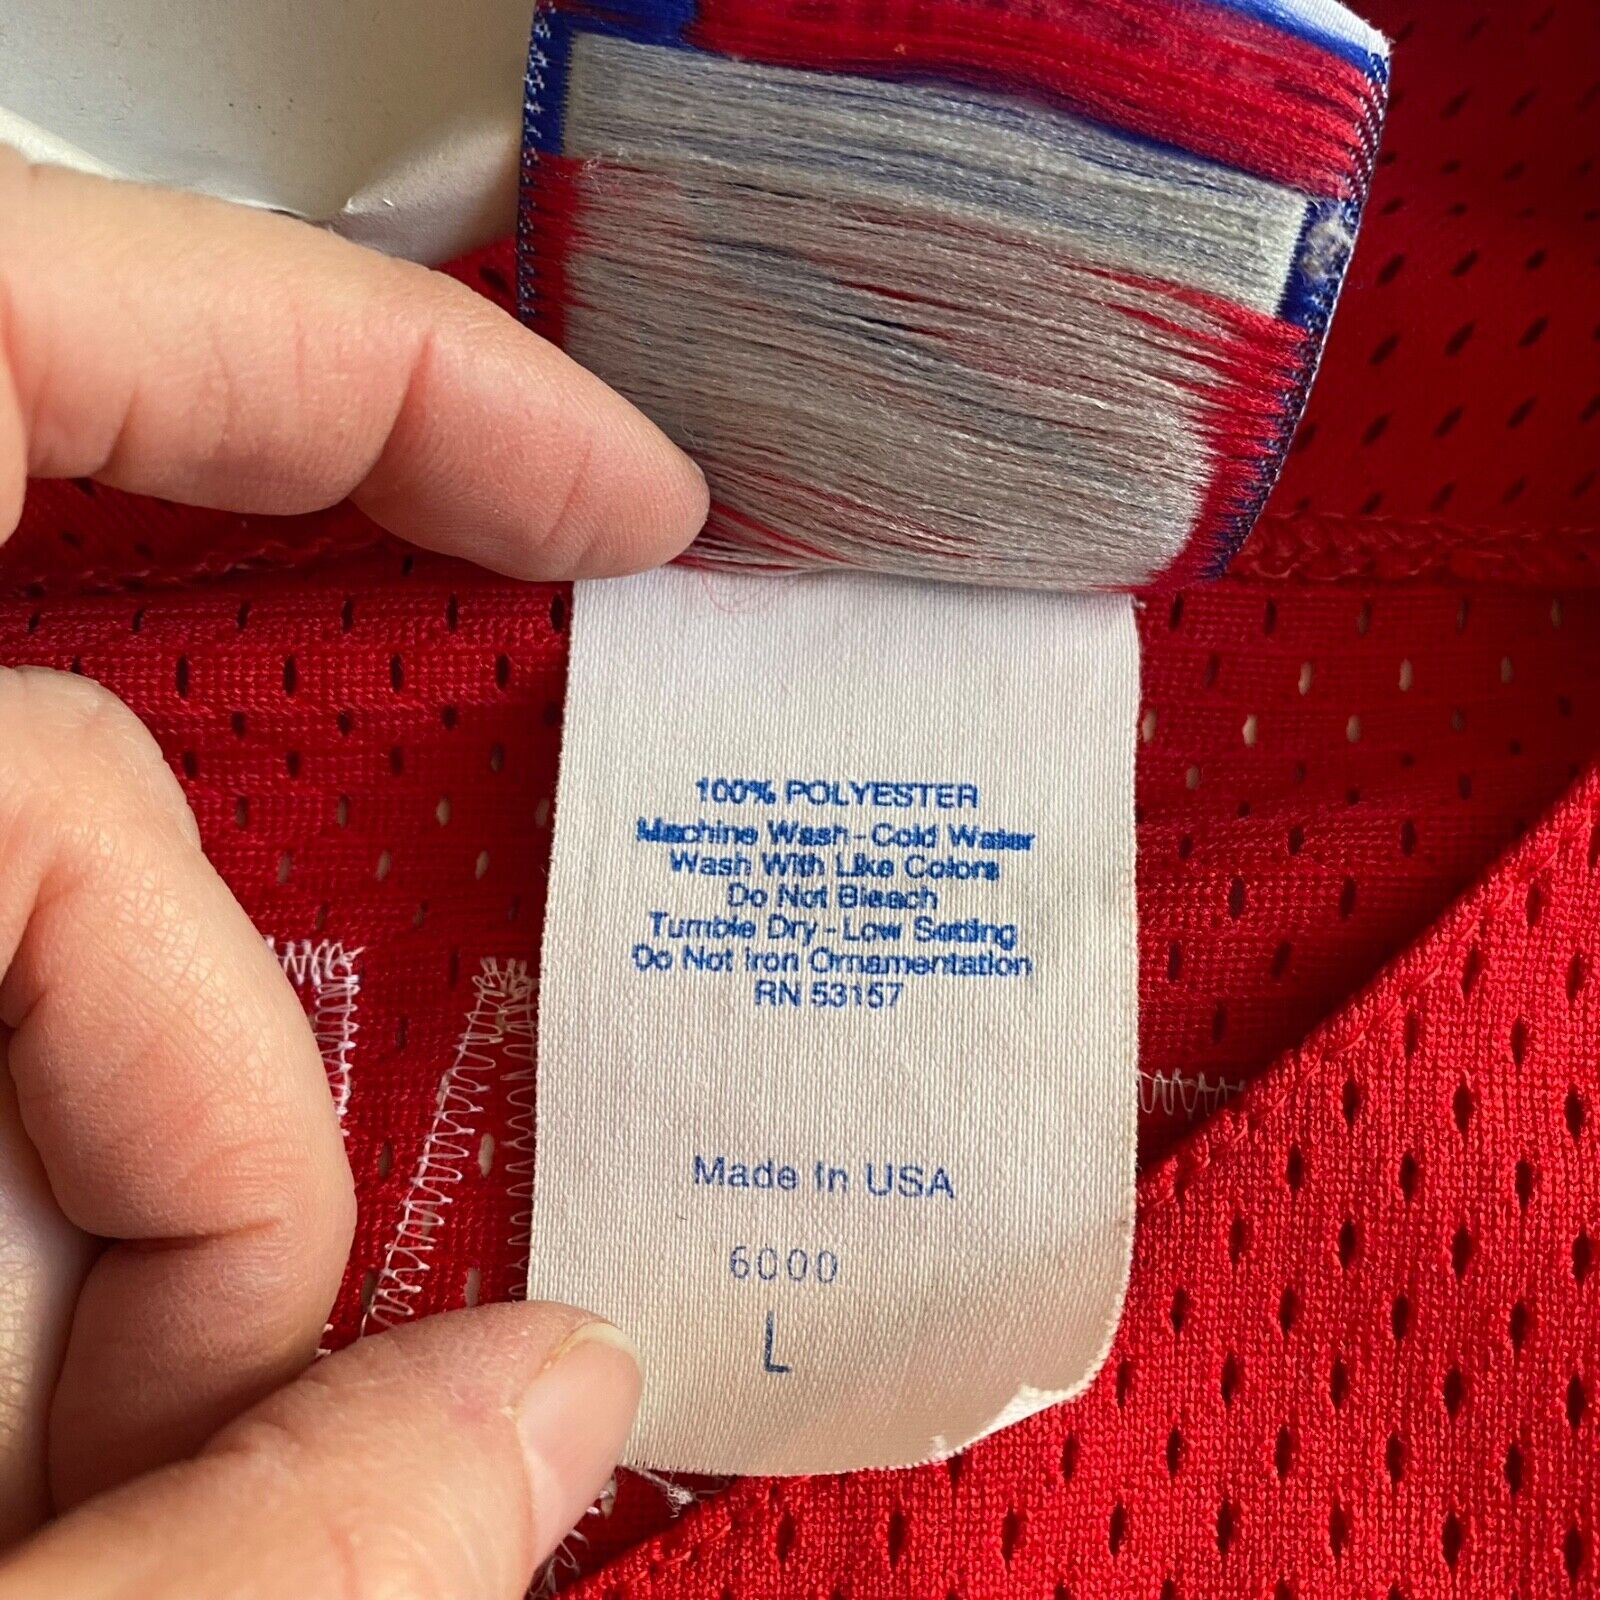 100% POLYESTER
Machine Wash - Cold Water
Wash With Like Colors
Do Not Bleach
Tumble Dry - Low Setting
Do Not Iron Ornamentation
RN 53157
Made In USA
6000
L